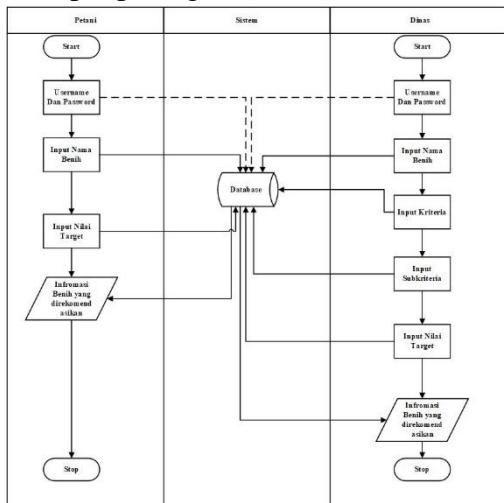 Petani
Sistem
Dinas
Start
Start
Username
Dan Password
Username
Dan Password
Input Nama
Benih
Input Nama
Benih
Database
Input Kriteria
Input Nilai
Target
Input
Subkriteria
Infromasi
Benih yang
direkomend
asikan
Input Nilai
Target
Infromasi
Benih yang
direkomend
asikan
Stop
Stop